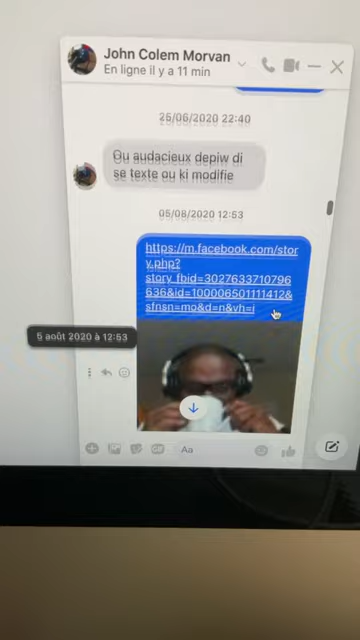 John Colem Morvan
En ligne il y a 11 min
25/06/2020 22:40
Ou audacieux depiw di
se texte ou ki modifie
05/08/2020 12:53
https://m.facebook.com/stor
y.php?
story_fbid=3027633710796
636&id=100006501111412&
sfnsn=mo&d=n&vh=i
5 août 2020 à 12:53
GIF
Aa